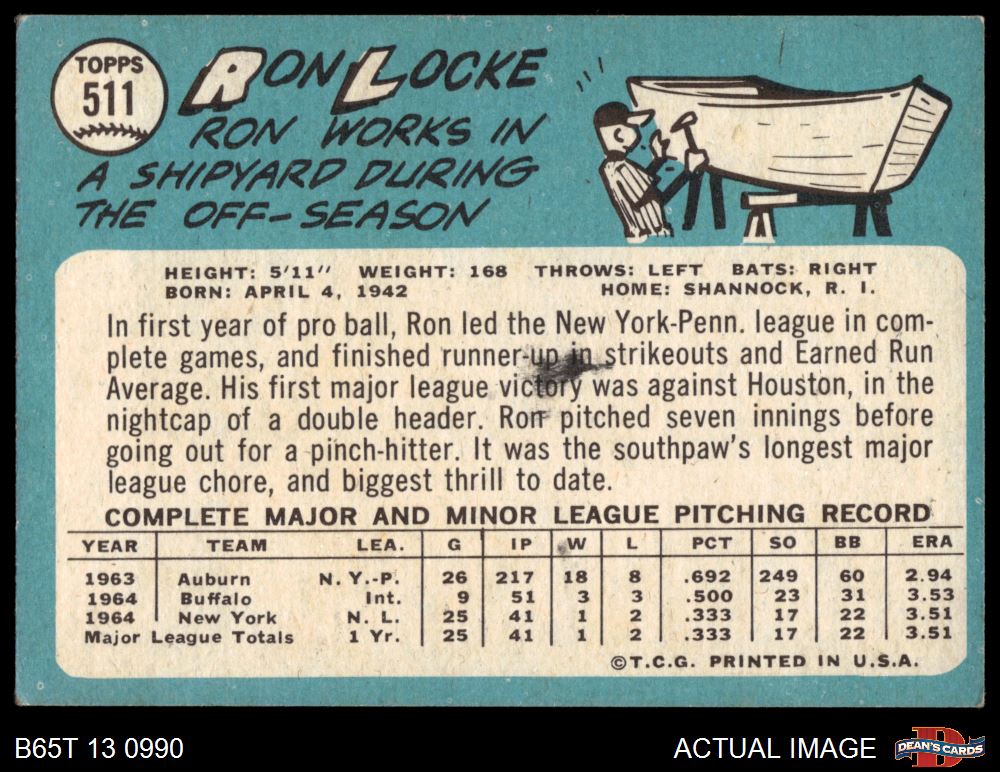 TOPPS
511
RON LOCKE
RON WORKS IN
A SHIPYARD DURING
THE OFF-SEASON
HEIGHT: 5'11" WEIGHT: 168 THROWS: LEFT BATS: RIGHT
BORN: APRIL 4, 1942 HOME: SHANNOCK, R. I.
In first year of pro ball, Ron led the New York-Penn. league in com-
plete games, and finished runner-up in strikeouts and Earned Run
Average. His first major league victory was against Houston, in the
nightcap of a double header. Ron pitched seven innings before
going out for a pinch-hitter. It was the southpaw's longest major
league chore, and biggest thrill to date.
COMPLETE MAJOR AND MINOR LEAGUE PITCHING RECORD
YEAR TEAM LEA. G IP W L PCT SO BB ERA
1963 Auburn N. Y.-P. 26 217 18 8 .692 249 60 2.94
1964 Buffalo Int. 9 51 3 3 .500 23 31 3.53
1964 New York N. L. 25 41 1 2 .333 17 22 3.51
Major League Totals 1 Yr. 25 41 1 2 .333 17 22 3.51
©T.C.G. PRINTED IN U.S.A.
B65T 13 0990 ACTUAL IMAGE
D
DEAN'S CARDS